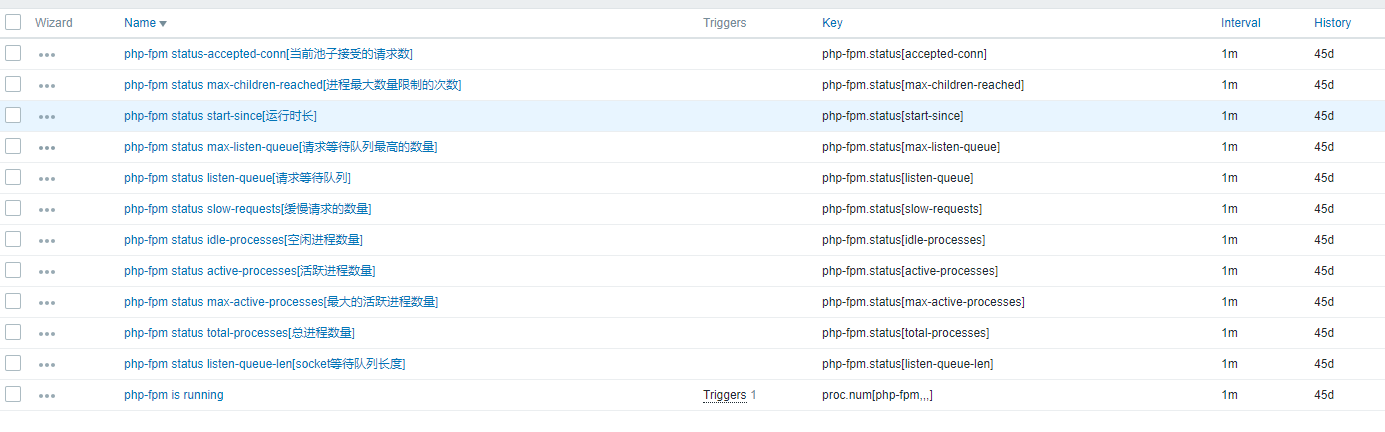 Wizard Name Triggers Key Interval History
php-fpm status-accepted-conn[当前池子接受的请求数] php-fpm.status[accepted-conn] 1m 45d
php-fpm status max-children-reached[进程最大数量限制的次数] php-fpm.status[max-children-reached] 1m 45d
php-fpm status start-since[运行时长] php-fpm.status[start-since] 1m 45d
php-fpm status max-listen-queue[请求等待队列最高的数量] php-fpm.status[max-listen-queue] 1m 45d
php-fpm status listen-queue[请求等待队列] php-fpm.status[listen-queue] 1m 45d
php-fpm status slow-requests[缓慢请求的数量] php-fpm.status[slow-requests] 1m 45d
php-fpm status idle-processes[空闲进程数量] php-fpm.status[idle-processes] 1m 45d
php-fpm status active-processes[活跃进程数量] php-fpm.status[active-processes] 1m 45d
php-fpm status max-active-processes[最大的活跃进程数量] php-fpm.status[max-active-processes] 1m 45d
php-fpm status total-processes[总进程数量] php-fpm.status[total-processes] 1m 45d
php-fpm status listen-queue-len[socket等待队列长度] php-fpm.status[listen-queue-len] 1m 45d
php-fpm is running Triggers 1 proc.num[php-fpm,,,] 1m 45d